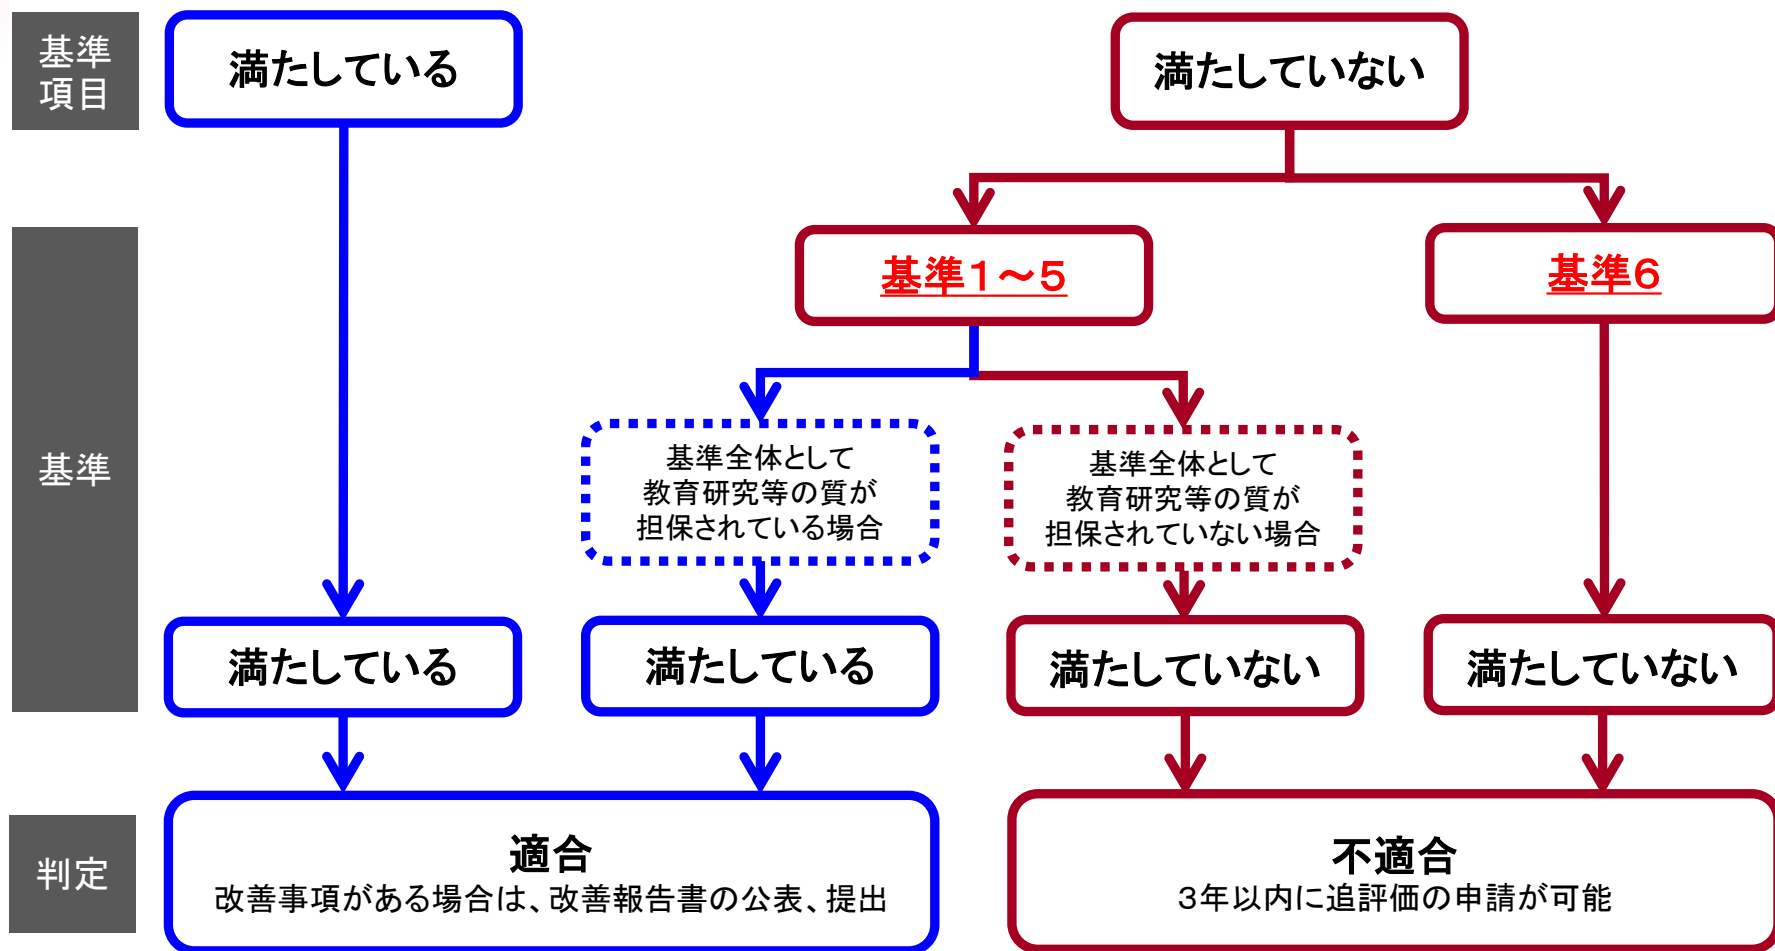 基準
項目
満たしている
満たしていない
基準
基準1～5
基準6
基準全体として
教育研究等の質が
担保されている場合
基準全体として
教育研究等の質が
担保されていない場合
満たしている
満たしている
満たしていない
満たしていない
判定
適合
改善事項がある場合は、改善報告書の公表、提出
不適合
3年以内に追評価の申請が可能